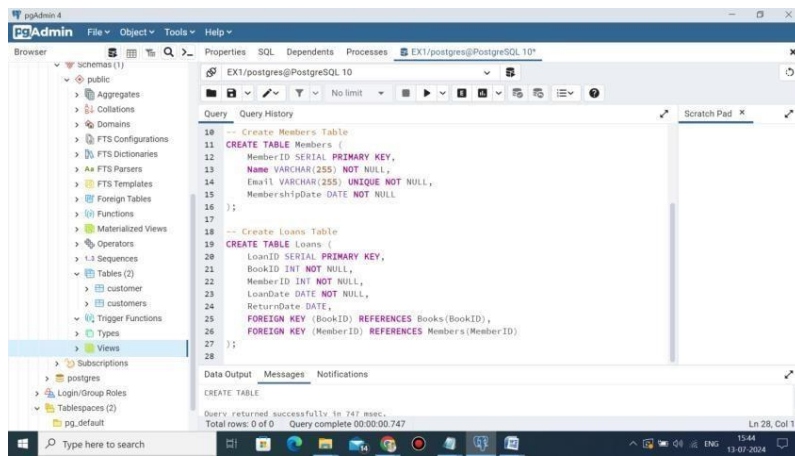 pgAdmin 4
pgAdmin File Object Tools Help
Browser
Properties SQL Dependents Processes EX1/postgres@PostgreSQL 10*
EX1/postgres@PostgreSQL 10
No limit
Query Query History
Scratch Pad
Schemas (1)
public
Aggregates
Collations
Domains
FTS Configurations
FTS Dictionaries
FTS Parsers
FTS Templates
Foreign Tables
Functions
Materialized Views
Operators
1..3 Sequences
Tables (2)
customer
customers
Trigger Functions
Types
Views
Subscriptions
postgres
Login/Group Roles
Tablespaces (2)
pg_default
10 -- Create Members Table
11 CREATE TABLE Members (
12 MemberID SERIAL PRIMARY KEY,
13 Name VARCHAR(255) NOT NULL,
14 Email VARCHAR(255) UNIQUE NOT NULL,
15 MembershipDate DATE NOT NULL
16 );
17
18 -- Create Loans Table
19 CREATE TABLE Loans (
20 LoanID SERIAL PRIMARY KEY,
21 BookID INT NOT NULL,
22 MemberID INT NOT NULL,
23 LoanDate DATE NOT NULL,
24 ReturnDate DATE,
25 FOREIGN KEY (BookID) REFERENCES Books(BookID),
26 FOREIGN KEY (MemberID) REFERENCES Members(MemberID)
27 );
28
Data Output Messages Notifications
CREATE TABLE
Query returned successfully in 747 msec.
Total rows: 0 of 0 Query complete 00:00:00.747
Ln 28, Col 1
Type here to search
14
ENG
15:44
13-07-2024